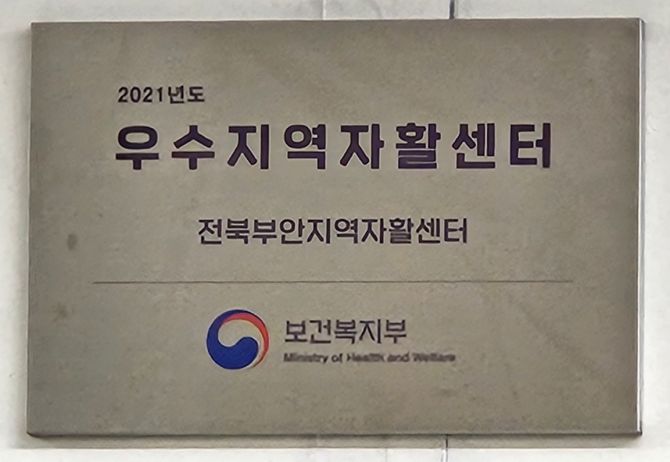 2021년도
우수지역자활센터
전북부안지역자활센터
보건복지부
Ministry of Health and Welfare